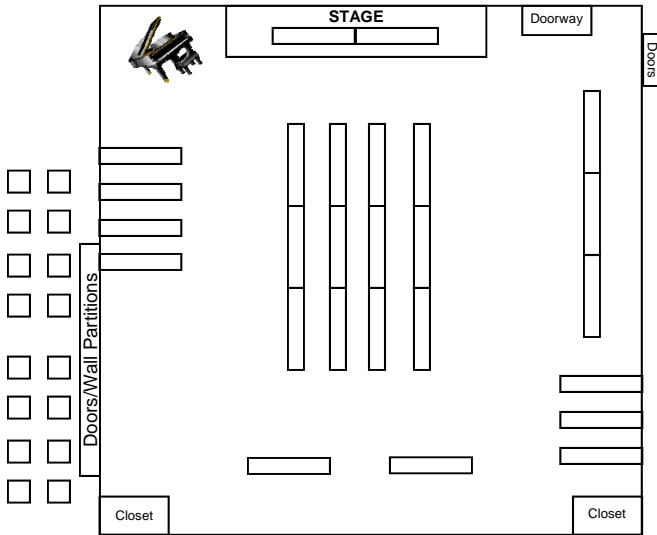 STAGE
Doorway
Doors
Doors/Wall Partitions
Closet
Closet